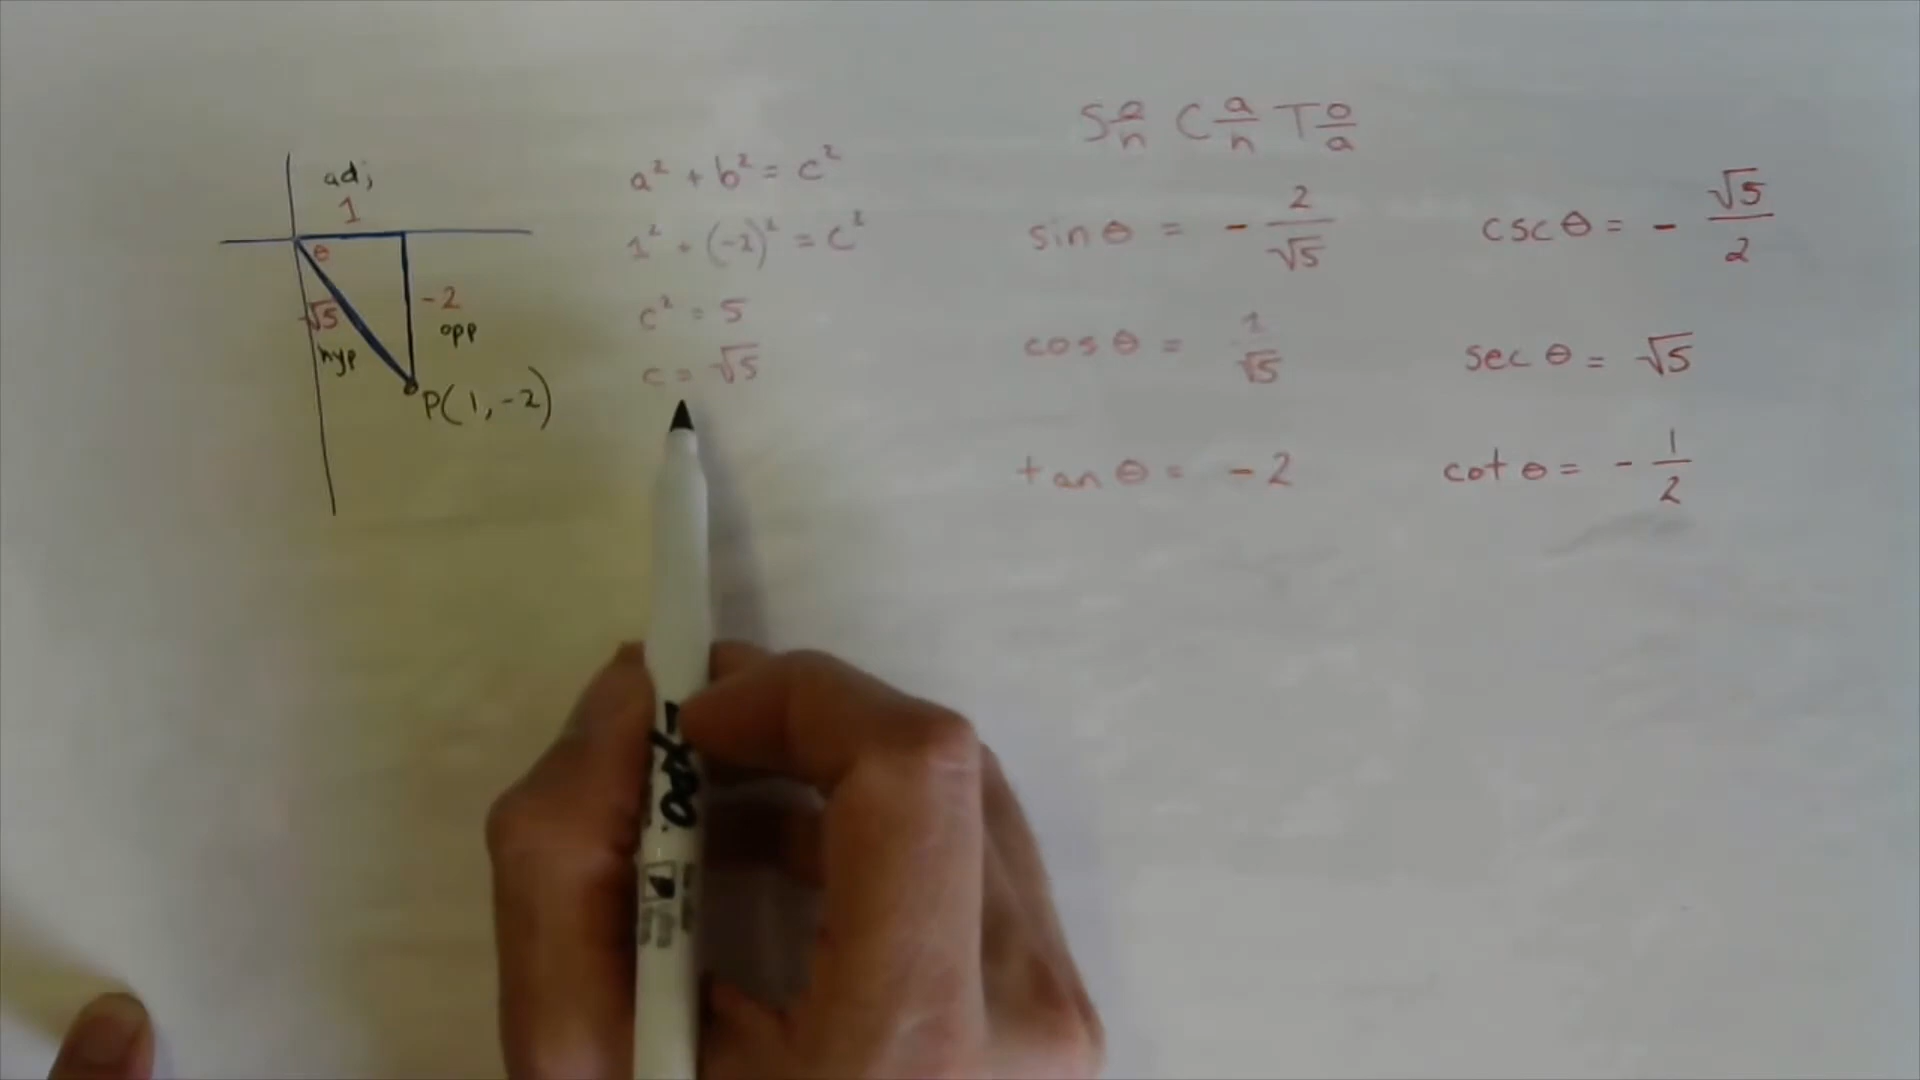 adj
1
θ
√5
hyp
-2
opp
P(1,-2)
a² + b² = c²
1² + (-2)² = c²
c² = 5
c = √5
S o/h C a/h T o/a
sin θ = - 2/√5
csc θ = - √5/2
cos θ = 1/√5
sec θ = √5
tan θ = -2
cot θ = - 1/2